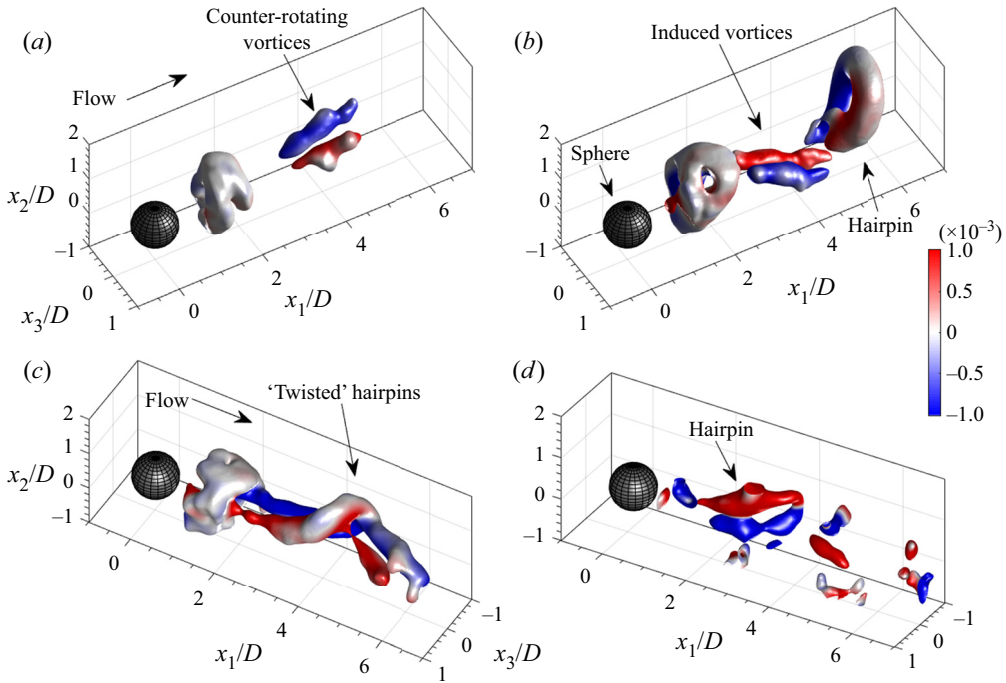 (a)
Counter-rotating
vortices
Flow
2
1
0
–1
x2/D
0
1
x3/D
0
2
4
6
x1/D
(b)
Induced vortices
Sphere
Hairpin
2
1
0
–1
0
1
0
2
4
6
x1/D
(×10–3)
1.0
0.5
0
–0.5
–1.0
(c)
Flow
‘Twisted’ hairpins
2
1
0
–1
x2/D
0
2
4
6
x1/D
–1
0
1
x3/D
(d)
Hairpin
2
1
0
–1
0
2
4
6
x1/D
–1
0
1